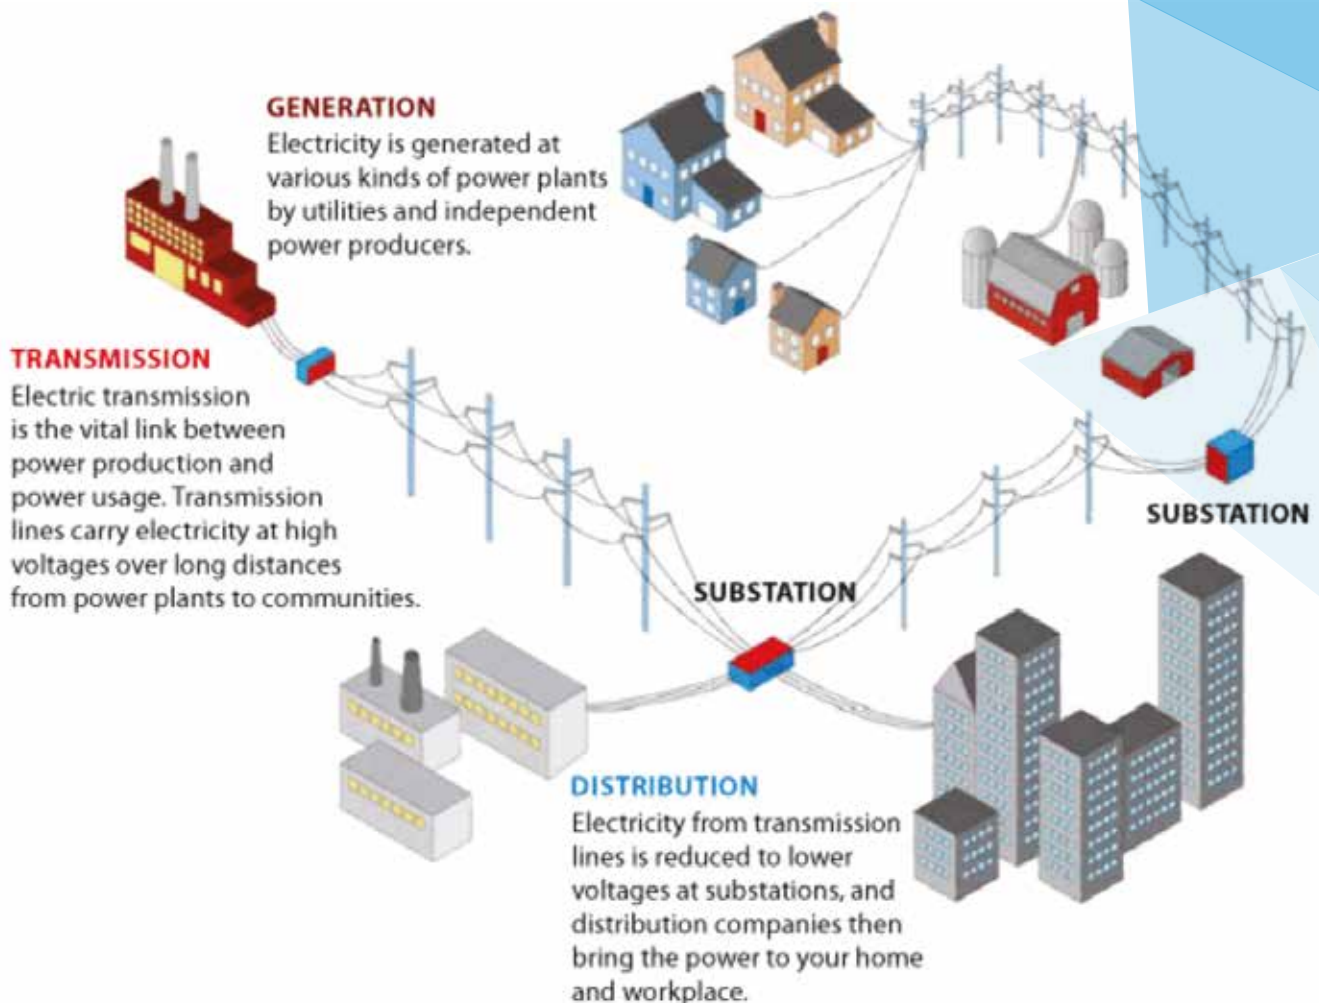 GENERATION
Electricity is generated at
various kinds of power plants
by utilities and independent
power producers.
TRANSMISSION
Electric transmission
is the vital link between
power production and
power usage. Transmission
lines carry electricity at high
voltages over long distances
from power plants to communities.
SUBSTATION
SUBSTATION
DISTRIBUTION
Electricity from transmission
lines is reduced to lower
voltages at substations, and
distribution companies then
bring the power to your home
and workplace.